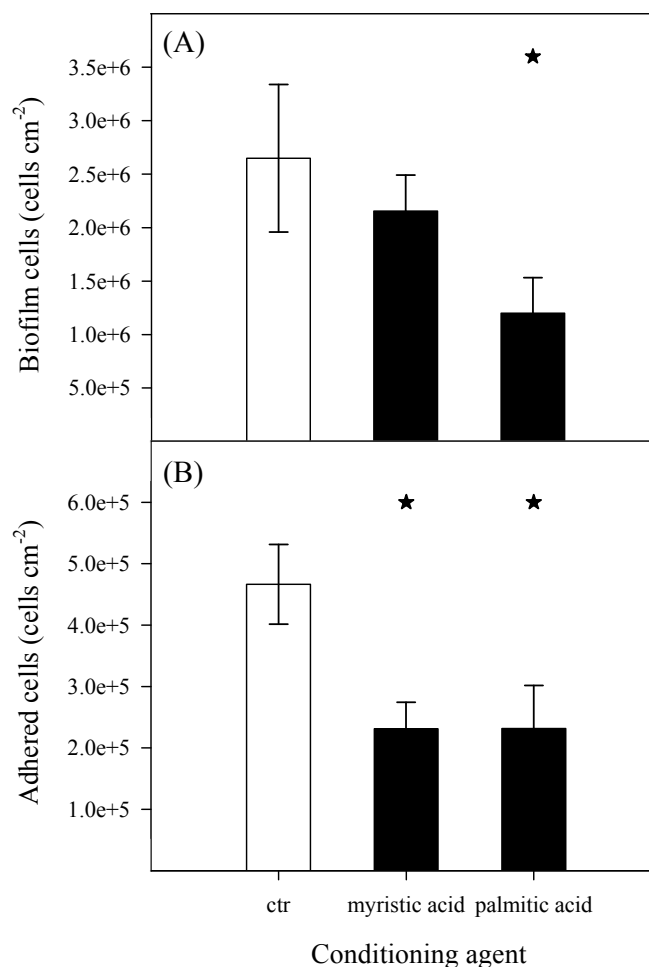 (A)
★
3.5e+6
3.0e+6
2.5e+6
2.0e+6
1.5e+6
1.0e+6
5.0e+5
Biofilm cells (cells cm⁻²)
(B)
★ ★
6.0e+5
5.0e+5
4.0e+5
3.0e+5
2.0e+5
1.0e+5
Adhered cells (cells cm⁻²)
ctr myristic acid palmitic acid
Conditioning agent